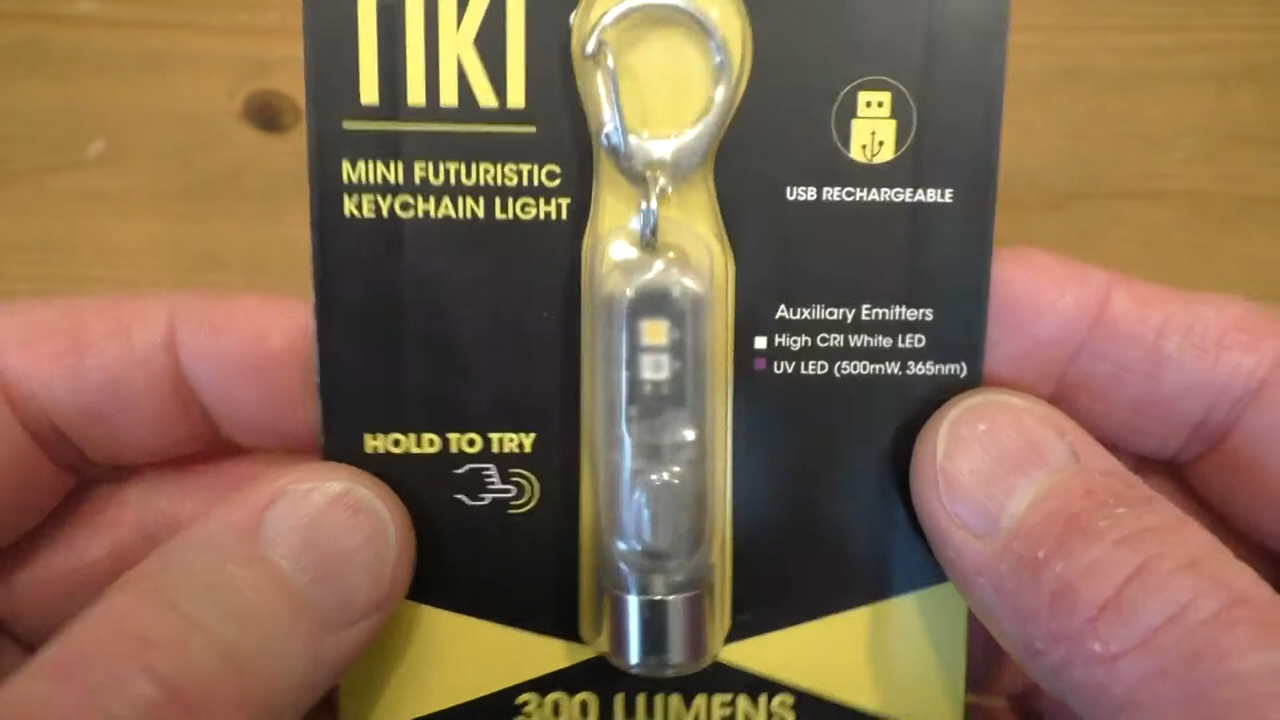 TIKI
MINI FUTURISTIC
KEYCHAIN LIGHT
USB RECHARGEABLE
Auxiliary Emitters
High CRI White LED
UV LED (500mW, 365nm)
HOLD TO TRY
300 LUMENS